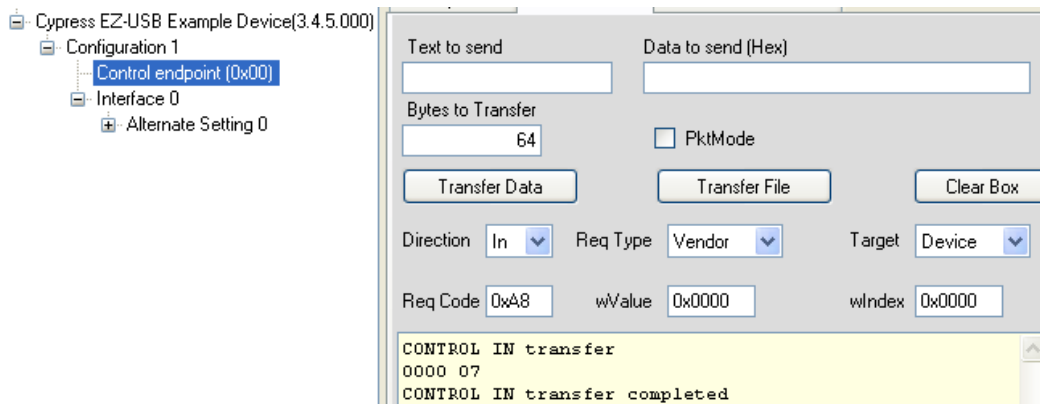 Cypress EZ-USB Example Device(3.4.5.000)
Configuration 1
Control endpoint (0x00)
Interface 0
Alternate Setting 0
Text to send
Data to send (Hex)
Bytes to Transfer
64
PktMode
Transfer Data
Transfer File
Clear Box
Direction In Req Type Vendor Target Device
Req Code 0xA8 wValue 0x0000 wIndex 0x0000
CONTROL IN transfer
0000 07
CONTROL IN transfer completed